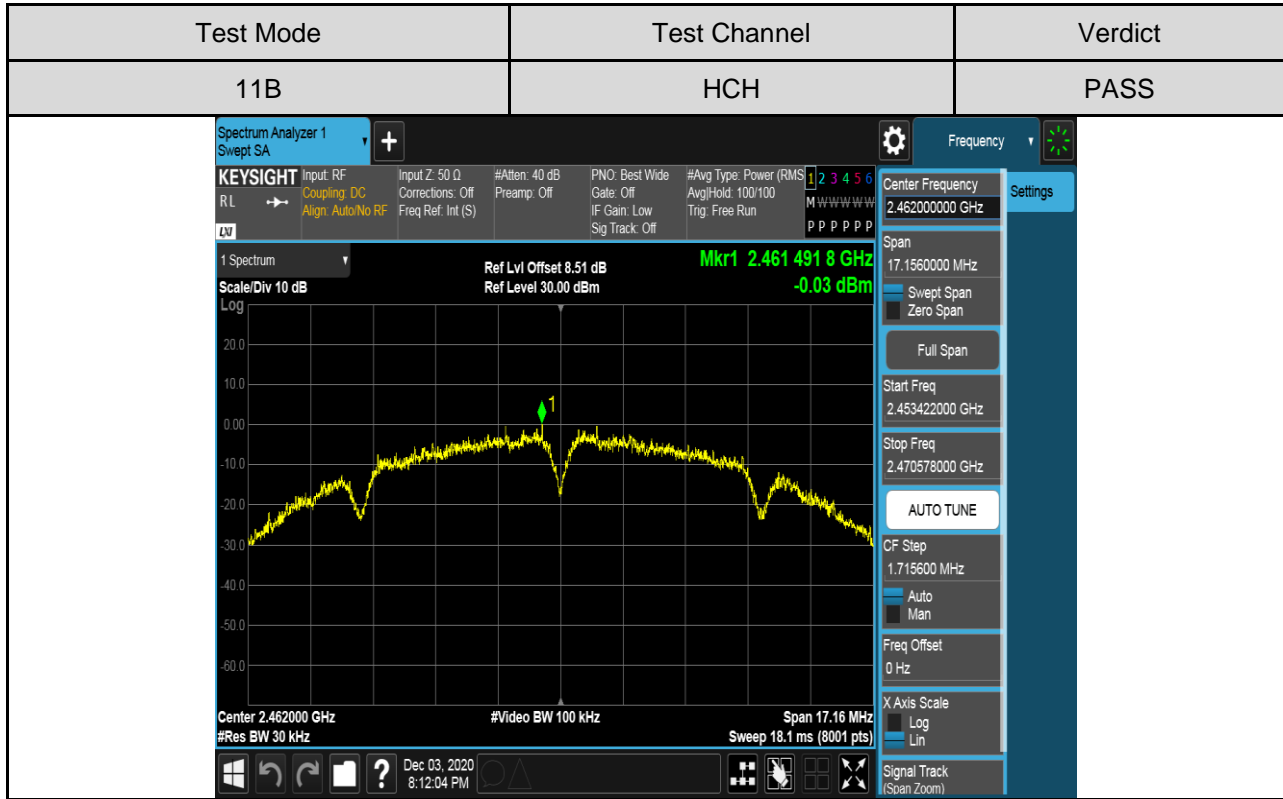 Test Mode Test Channel Verdict
11B HCH PASS
Spectrum Analyzer 1
Swept SA
+
Frequency
KEYSIGHT
RL
LXI
Input: RF
Coupling: DC
Align: Auto/No RF
Input Z: 50 Ω
Corrections: Off
Freq Ref: Int (S)
#Atten: 40 dB
Preamp: Off
PNO: Best Wide
Gate: Off
IF Gain: Low
Sig Track: Off
#Avg Type: Power (RMS
Avg|Hold: 100/100
Trig: Free Run
1 2 3 4 5 6
M W W W W W
P P P P P P
1 Spectrum
Scale/Div 10 dB
Ref Lvl Offset 8.51 dB
Ref Level 30.00 dBm
Mkr1 2.461 491 8 GHz
-0.03 dBm
Log
20.0
10.0
0.00
-10.0
-20.0
-30.0
-40.0
-50.0
-60.0
1
Center 2.462000 GHz
#Res BW 30 kHz
#Video BW 100 kHz
Span 17.16 MHz
Sweep 18.1 ms (8001 pts)
Center Frequency
2.462000000 GHz
Settings
Span
17.1560000 MHz
Swept Span
Zero Span
Full Span
Start Freq
2.453422000 GHz
Stop Freq
2.470578000 GHz
AUTO TUNE
CF Step
1.715600 MHz
Auto
Man
Freq Offset
0 Hz
X Axis Scale
Log
Lin
Signal Track
(Span Zoom)
?
Dec 03, 2020
8:12:04 PM